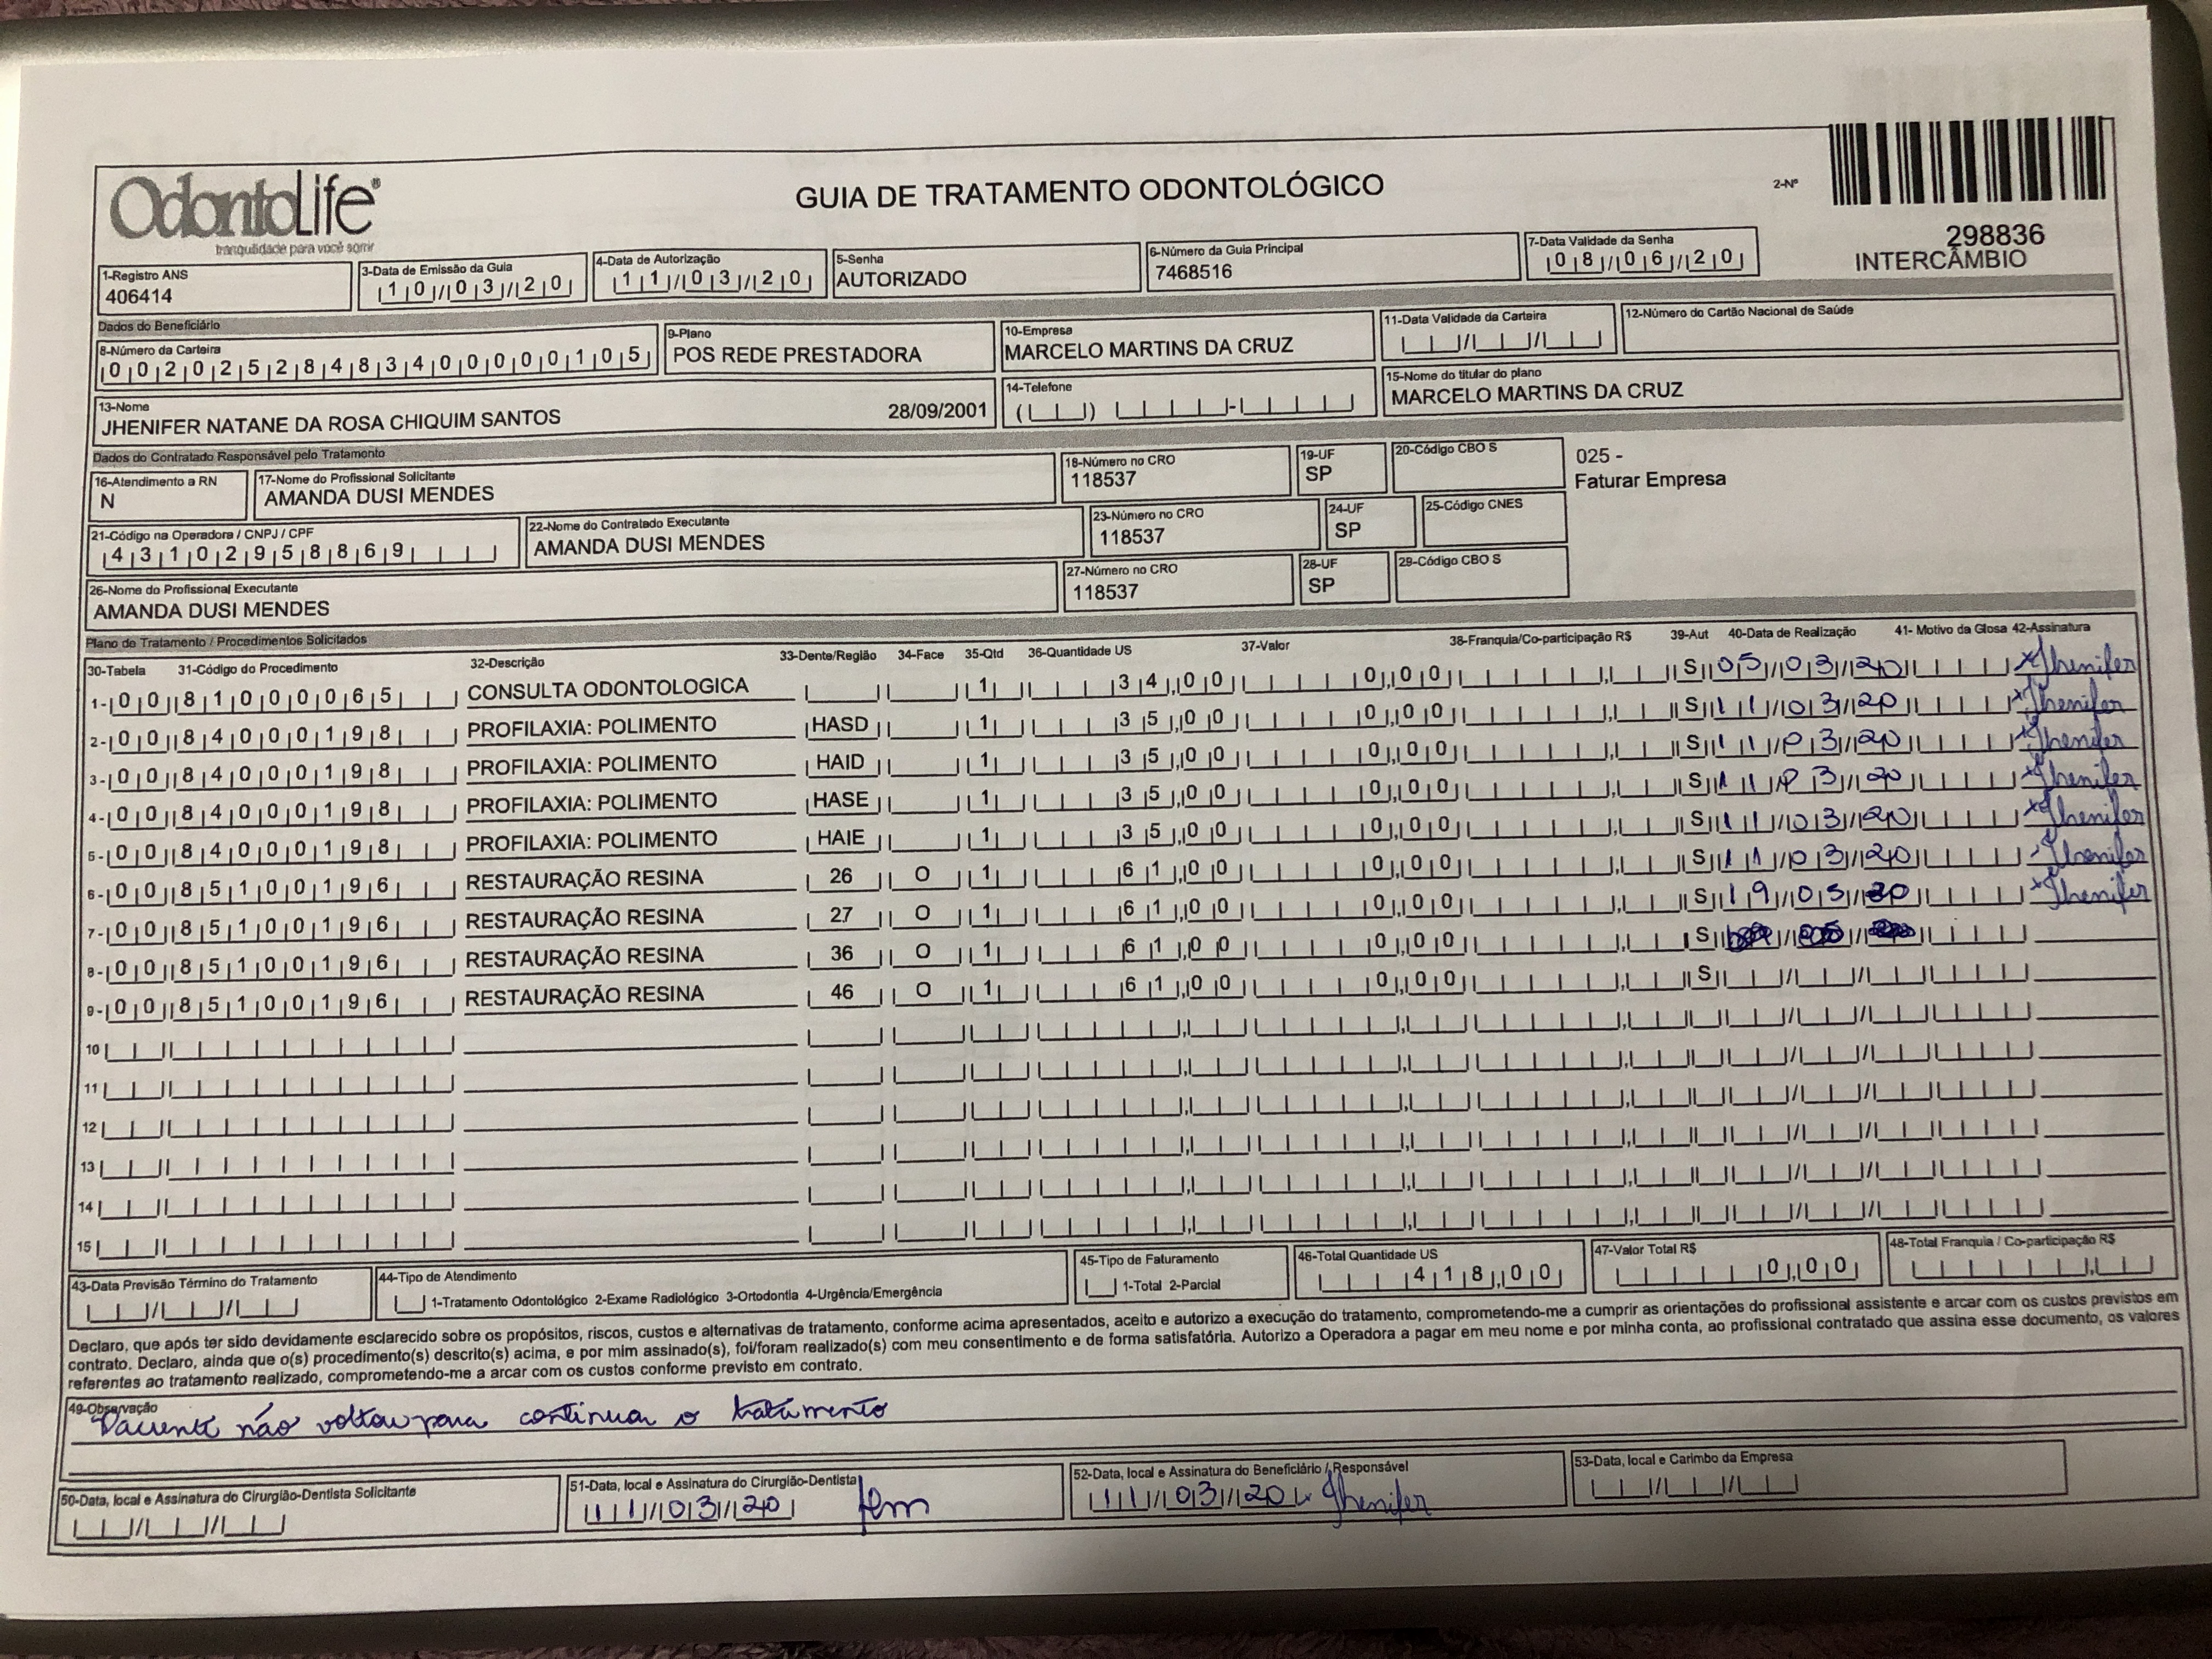 OdontoLife®
tranquilidade para você sorrir
GUIA DE TRATAMENTO ODONTOLÓGICO
2-Nº
298836
INTERCÂMBIO
1-Registro ANS
406414
3-Data de Emissão da Guia
10/03/20
4-Data de Autorização
11/03/20
5-Senha
AUTORIZADO
6-Número da Guia Principal
7468516
7-Data Validade da Senha
08/06/20
Dados do Beneficiário
8-Número da Carteira
00202528483400000105
9-Plano
POS REDE PRESTADORA
10-Empresa
MARCELO MARTINS DA CRUZ
11-Data Validade da Carteira
12-Número do Cartão Nacional de Saúde
13-Nome
JHENIFER NATANE DA ROSA CHIQUIM SANTOS 28/09/2001
14-Telefone
15-Nome do titular do plano
MARCELO MARTINS DA CRUZ
Dados do Contratado Responsável pelo Tratamento
16-Atendimento a RN
N
17-Nome do Profissional Solicitante
AMANDA DUSI MENDES
18-Número no CRO
118537
19-UF
SP
20-Código CBO S
025 -
Faturar Empresa
21-Código na Operadora / CNPJ / CPF
43102958869
22-Nome do Contratado Executante
AMANDA DUSI MENDES
23-Número no CRO
118537
24-UF
SP
25-Código CNES
26-Nome do Profissional Executante
AMANDA DUSI MENDES
27-Número no CRO
118537
28-UF
SP
29-Código CBO S
Plano de Tratamento / Procedimentos Solicitados
30-Tabela 31-Código do Procedimento 32-Descrição 33-Dente/Região 34-Face 35-Qtd 36-Quantidade US 37-Valor 38-Franquia/Co-participação R$ 39-Aut 40-Data de Realização 41- Motivo da Glosa 42-Assinatura
1- 00 81000065 CONSULTA ODONTOLOGICA 1 34,00 0,00 S 05/03/20 Jhenifer
2- 00 84000198 PROFILAXIA: POLIMENTO HASD 1 35,00 0,00 S 11/03/20 Jhenifer
3- 00 84000198 PROFILAXIA: POLIMENTO HAID 1 35,00 0,00 S 11/03/20 Jhenifer
4- 00 84000198 PROFILAXIA: POLIMENTO HASE 1 35,00 0,00 S 11/03/20 Jhenifer
5- 00 84000198 PROFILAXIA: POLIMENTO HAIE 1 35,00 0,00 S 11/03/20 Jhenifer
6- 00 85100196 RESTAURAÇÃO RESINA 26 O 1 61,00 0,00 S 11/03/20 Jhenifer
7- 00 85100196 RESTAURAÇÃO RESINA 27 O 1 61,00 0,00 S 19/03/20 Jhenifer
8- 00 85100196 RESTAURAÇÃO RESINA 36 O 1 61,00 0,00 S
9- 00 85100196 RESTAURAÇÃO RESINA 46 O 1 61,00 0,00 S
10
11
12
13
14
15
43-Data Previsão Término do Tratamento
44-Tipo de Atendimento
1-Tratamento Odontológico 2-Exame Radiológico 3-Ortodontia 4-Urgência/Emergência
45-Tipo de Faturamento
1-Total 2-Parcial
46-Total Quantidade US
418,00
47-Valor Total R$
0,00
48-Total Franquia / Co-participação R$
Declaro, que após ter sido devidamente esclarecido sobre os propósitos, riscos, custos e alternativas de tratamento, conforme acima apresentados, aceito e autorizo a execução do tratamento, comprometendo-me a cumprir as orientações do profissional assistente e arcar com os custos previstos em
contrato. Declaro, ainda que o(s) procedimento(s) descrito(s) acima, e por mim assinado(s), foi/foram realizado(s) com meu consentimento e de forma satisfatória. Autorizo a Operadora a pagar em meu nome e por minha conta, ao profissional contratado que assina esse documento, os valores
referentes ao tratamento realizado, comprometendo-me a arcar com os custos conforme previsto em contrato.
49-Observação
Paciente não voltou para continuar o tratamento
50-Data, local e Assinatura do Cirurgião-Dentista Solicitante
51-Data, local e Assinatura do Cirurgião-Dentista
11/03/20
52-Data, local e Assinatura do Beneficiário / Responsável
11/03/20 Jhenifer
53-Data, local e Carimbo da Empresa